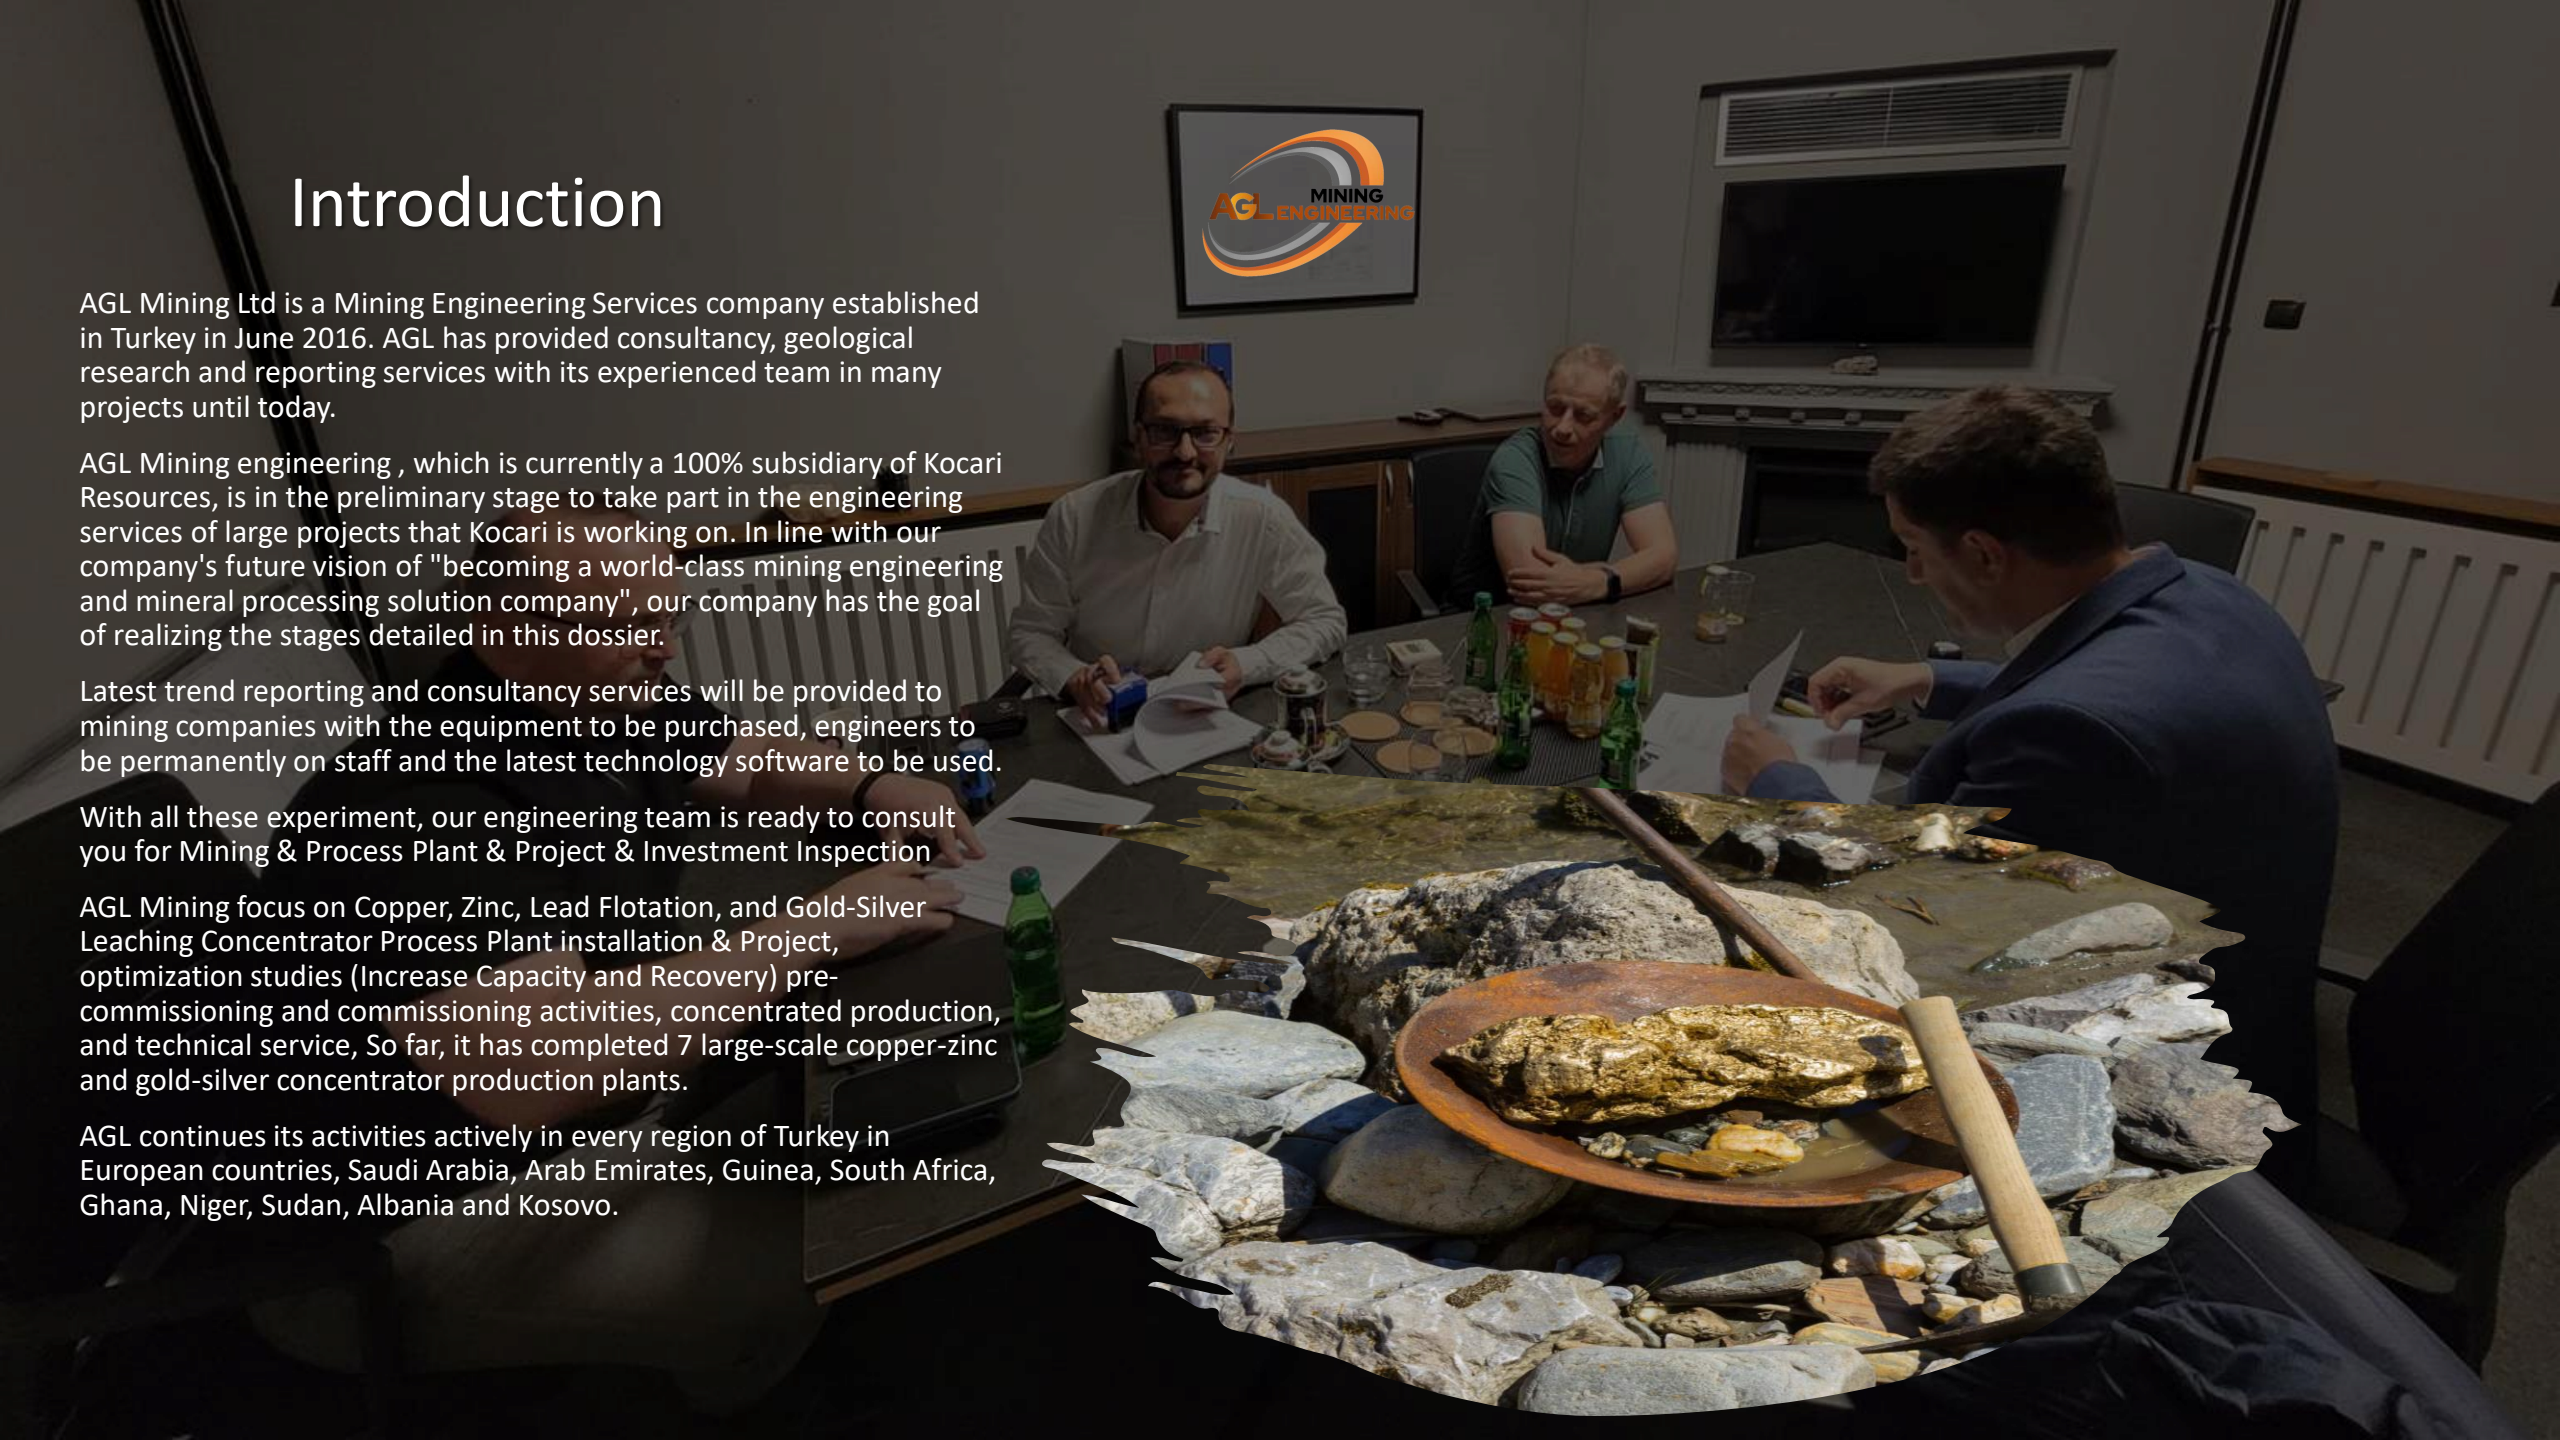 Introduction
AGL Mining Ltd is a Mining Engineering Services company established
in Turkey in June 2016. AGL has provided consultancy, geological
research and reporting services with its experienced team in many
projects until today.
AGL Mining engineering , which is currently a 100% subsidiary of Kocari
Resources, is in the preliminary stage to take part in the engineering
services of large projects that Kocari is working on. In line with our
company's future vision of "becoming a world-class mining engineering
and mineral processing solution company", our company has the goal
of realizing the stages detailed in this dossier.
Latest trend reporting and consultancy services will be provided to
mining companies with the equipment to be purchased, engineers to
be permanently on staff and the latest technology software to be used.
With all these experiment, our engineering team is ready to consult
you for Mining & Process Plant & Project & Investment Inspection
AGL Mining focus on Copper, Zinc, Lead Flotation, and Gold-Silver
Leaching Concentrator Process Plant installation & Project,
optimization studies (Increase Capacity and Recovery) pre-
commissioning and commissioning activities, concentrated production,
and technical service, So far, it has completed 7 large-scale copper-zinc
and gold-silver concentrator production plants.
AGL continues its activities actively in every region of Turkey in
European countries, Saudi Arabia, Arab Emirates, Guinea, South Africa,
Ghana, Niger, Sudan, Albania and Kosovo.
AGL MINING
ENGINEERING